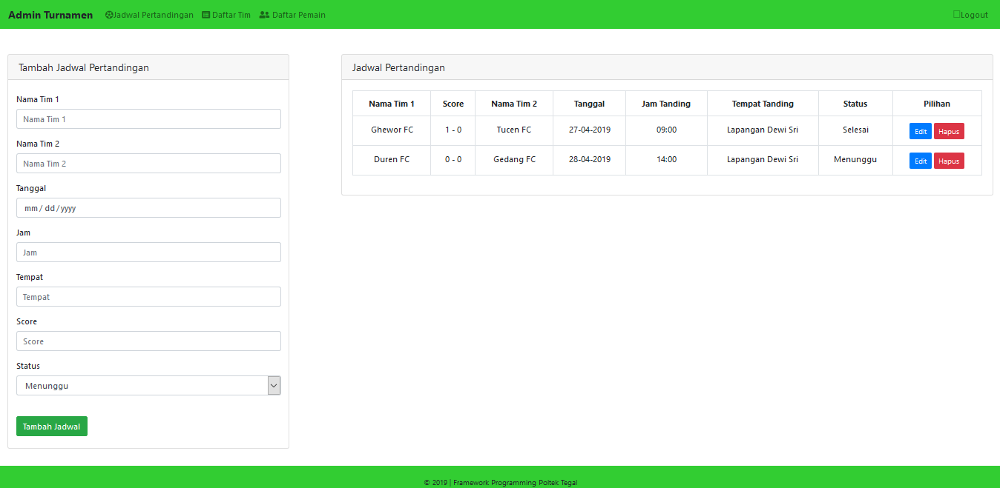 Admin Turnamen Jadwal Pertandingan Daftar Tim Daftar Pemain Logout
Tambah Jadwal Pertandingan
Nama Tim 1
Nama Tim 1
Nama Tim 2
Nama Tim 2
Tanggal
mm / dd / yyyy
Jam
Jam
Tempat
Tempat
Score
Score
Status
Menunggu
Tambah Jadwal
Jadwal Pertandingan
Nama Tim 1 Score Nama Tim 2 Tanggal Jam Tanding Tempat Tanding Status Pilihan
Ghewor FC 1 - 0 Tucen FC 27-04-2019 09:00 Lapangan Dewi Sri Selesai Edit Hapus
Duren FC 0 - 0 Gedang FC 28-04-2019 14:00 Lapangan Dewi Sri Menunggu Edit Hapus
© 2019 | Framework Programming Poltek Tegal